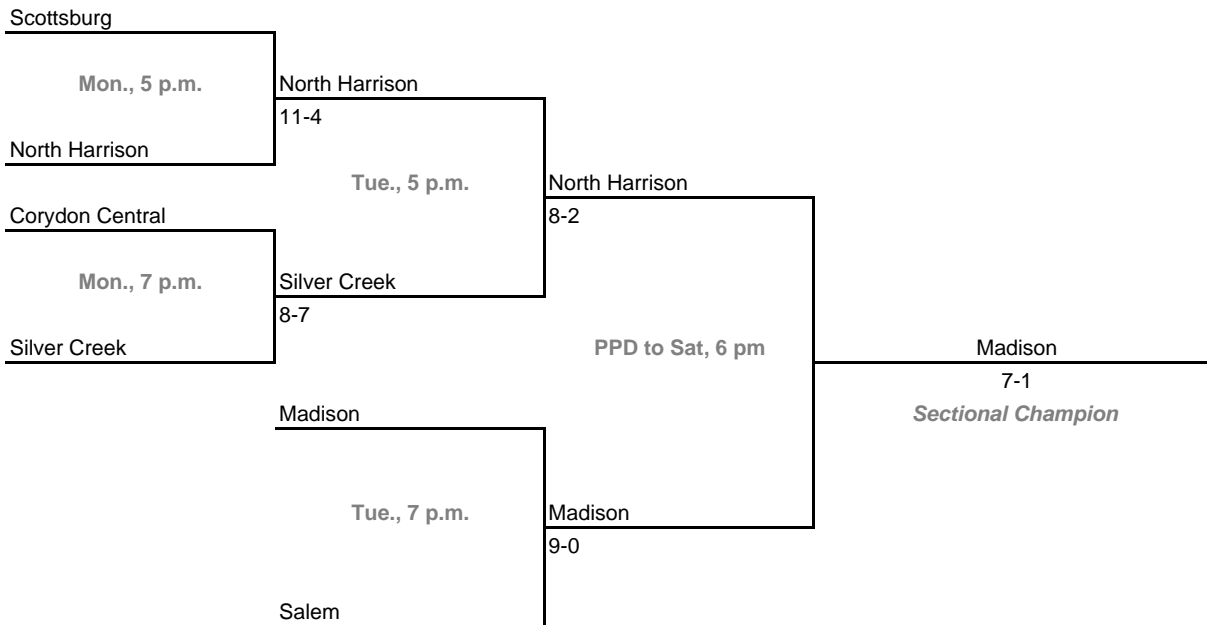 Scottsburg
Mon., 5 p.m.
North Harrison
11-4
North Harrison
Tue., 5 p.m.
North Harrison
8-2
Corydon Central
Mon., 7 p.m.
Silver Creek
8-7
Silver Creek
PPD to Sat, 6 pm
Madison
7-1
Sectional Champion
Madison
Tue., 7 p.m.
Madison
9-0
Salem